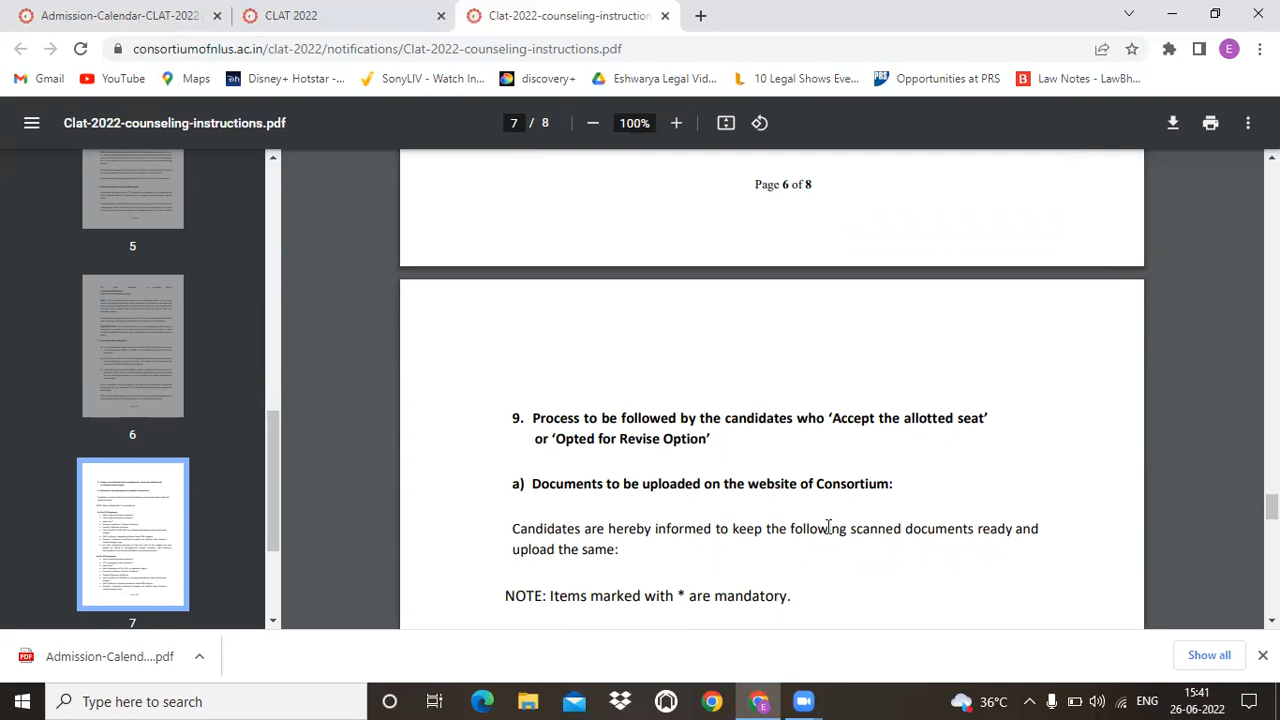 Admission-Calendar-CLAT-2022
CLAT 2022
Clat-2022-counseling-instruction
consortiumofnlus.ac.in/clat-2022/notifications/Clat-2022-counseling-instructions.pdf
E
Gmail
YouTube
Maps
Disney+ Hotstar -...
SonyLIV - Watch In...
discovery+
Eshwarya Legal Vid...
10 Legal Shows Eve...
PRS
Opportunities at PRS
B
Law Notes - LawBh...
Clat-2022-counseling-instructions.pdf
7 / 8
100%
5
6
7
Page 6 of 8
9. Process to be followed by the candidates who ‘Accept the allotted seat’
or ‘Opted for Revise Option’
a) Documents to be uploaded on the website of Consortium:
Candidates are hereby informed to keep the following scanned documents ready and
upload the same:
NOTE: Items marked with * are mandatory.
PDF
Admission-Calend....pdf
Show all
Type here to search
36°C
ENG
15:41
26-06-2022